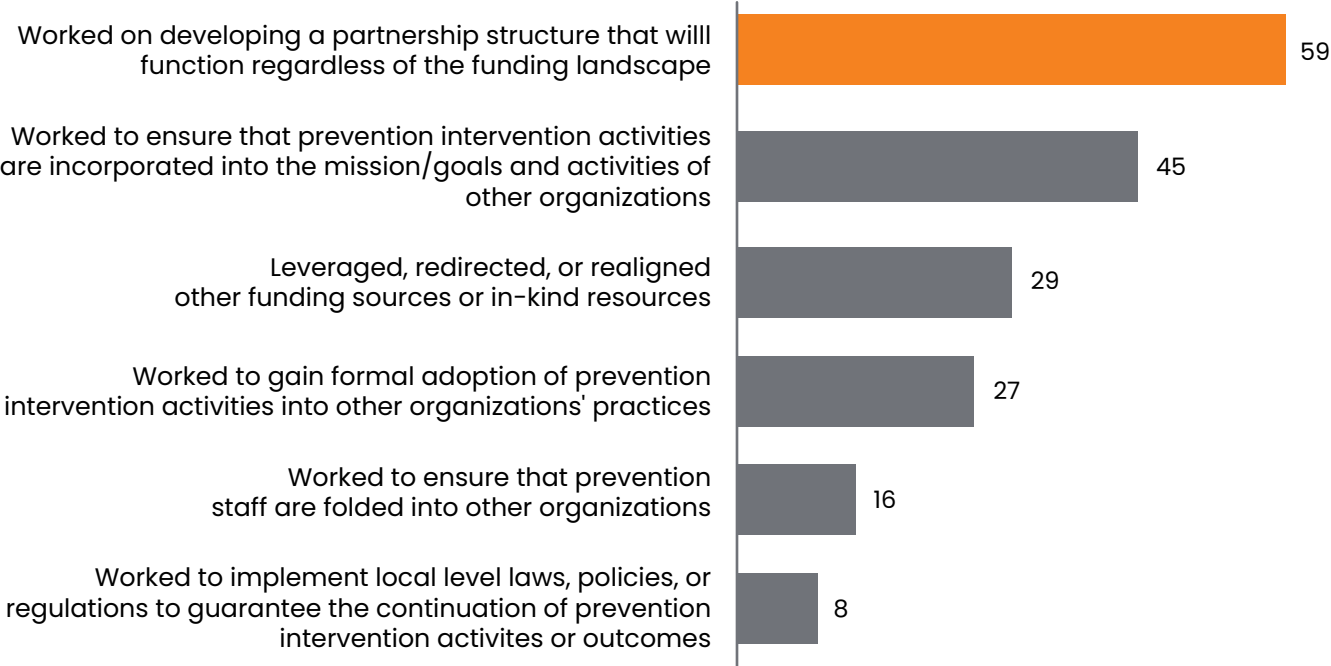 Worked on developing a partnership structure that willl
function regardless of the funding landscape
59
Worked to ensure that prevention intervention activities
are incorporated into the mission/goals and activities of
other organizations
45
Leveraged, redirected, or realigned
other funding sources or in-kind resources
29
Worked to gain formal adoption of prevention
intervention activities into other organizations' practices
27
Worked to ensure that prevention
staff are folded into other organizations
16
Worked to implement local level laws, policies, or
regulations to guarantee the continuation of prevention
intervention activites or outcomes
8